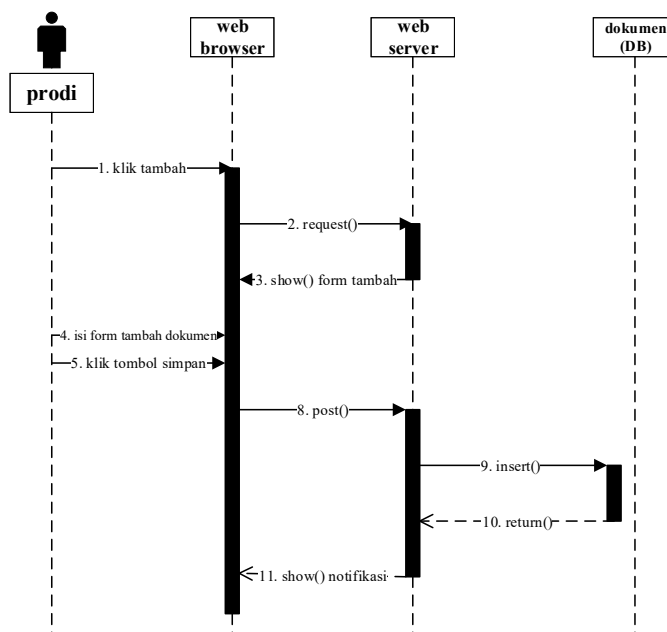 prodi
web
browser
web
server
dokumen
(DB)
1. klik tambah
2. request()
3. show() form tambah
4. isi form tambah dokumen
5. klik tombol simpan
8. post()
9. insert()
10. return()
11. show() notifikasi